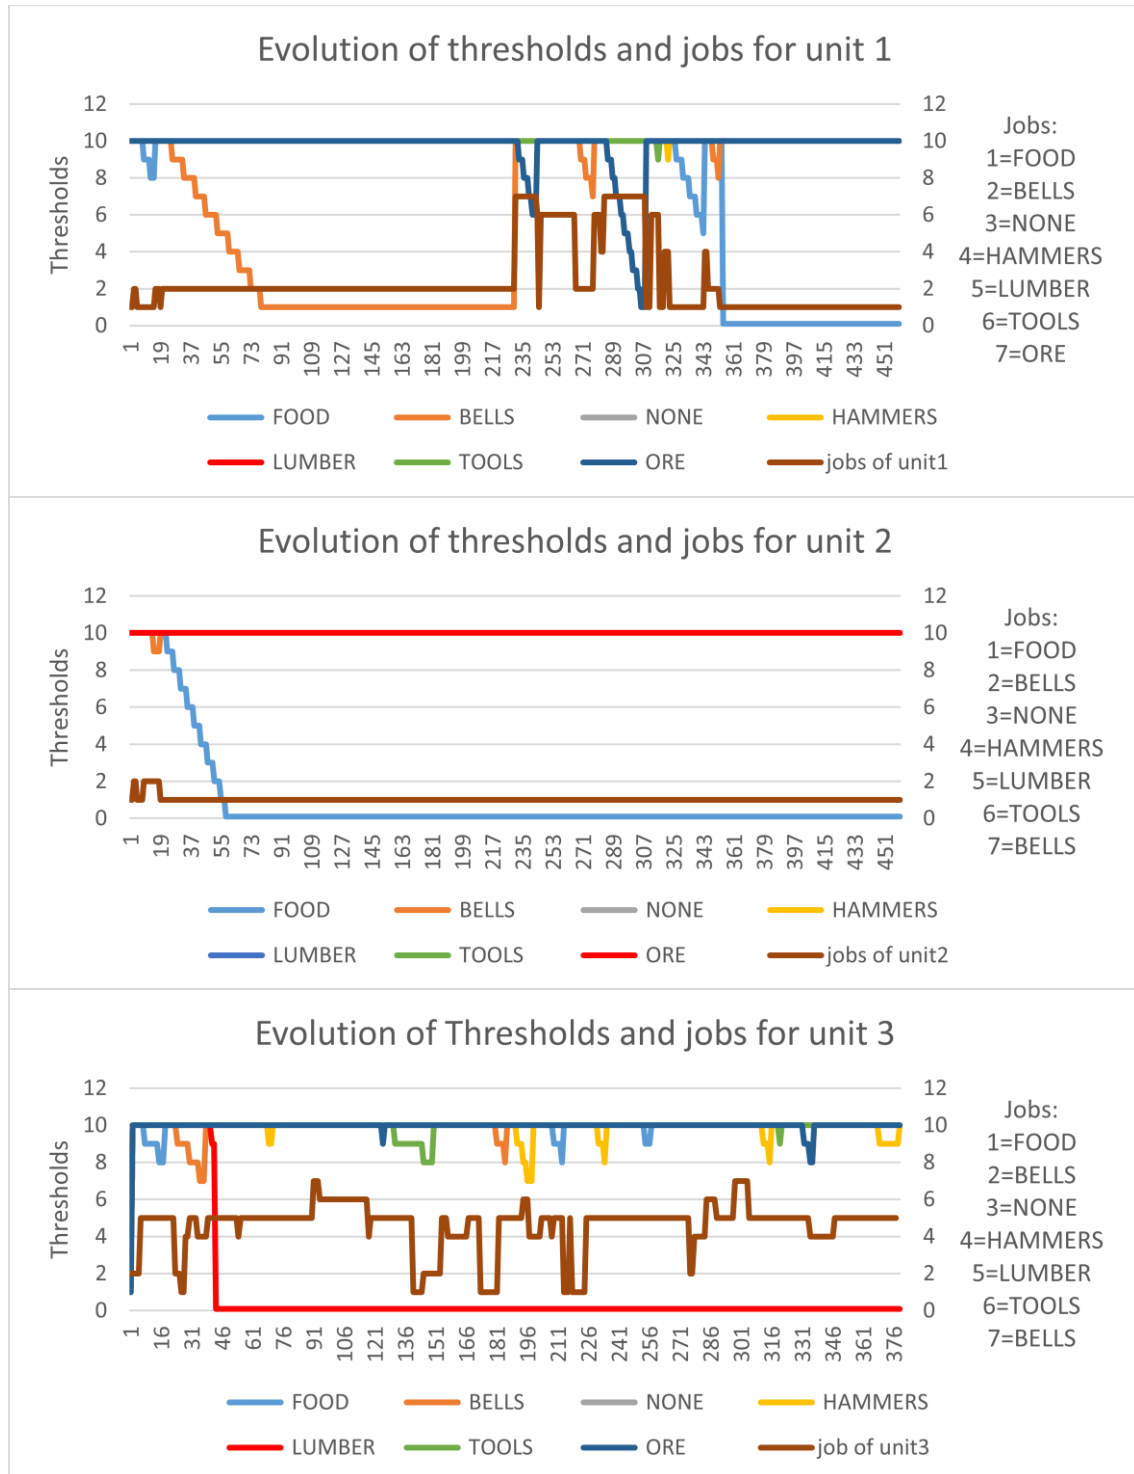 Evolution of thresholds and jobs for unit 1
12 12
10 10
8 8
6 6
4 4
2 2
0 0
Thresholds
1 19 37 55 73 91 109 127 145 163 181 199 217 235 253 271 289 307 325 343 361 379 397 415 433 451
Jobs:
1=FOOD
2=BELLS
3=NONE
4=HAMMERS
5=LUMBER
6=TOOLS
7=ORE
FOOD BELLS NONE HAMMERS
LUMBER TOOLS ORE jobs of unit1
Evolution of thresholds and jobs for unit 2
12 12
10 10
8 8
6 6
4 4
2 2
0 0
Thresholds
1 19 37 55 73 91 109 127 145 163 181 199 217 235 253 271 289 307 325 343 361 379 397 415 433 451
Jobs:
1=FOOD
2=BELLS
3=NONE
4=HAMMERS
5=LUMBER
6=TOOLS
7=BELLS
FOOD BELLS NONE HAMMERS
LUMBER TOOLS ORE jobs of unit2
Evolution of Thresholds and jobs for unit 3
12 12
10 10
8 8
6 6
4 4
2 2
0 0
Thresholds
1 16 31 46 61 76 91 106 121 136 151 166 181 196 211 226 241 256 271 286 301 316 331 346 361 376
Jobs:
1=FOOD
2=BELLS
3=NONE
4=HAMMERS
5=LUMBER
6=TOOLS
7=BELLS
FOOD BELLS NONE HAMMERS
LUMBER TOOLS ORE job of unit3